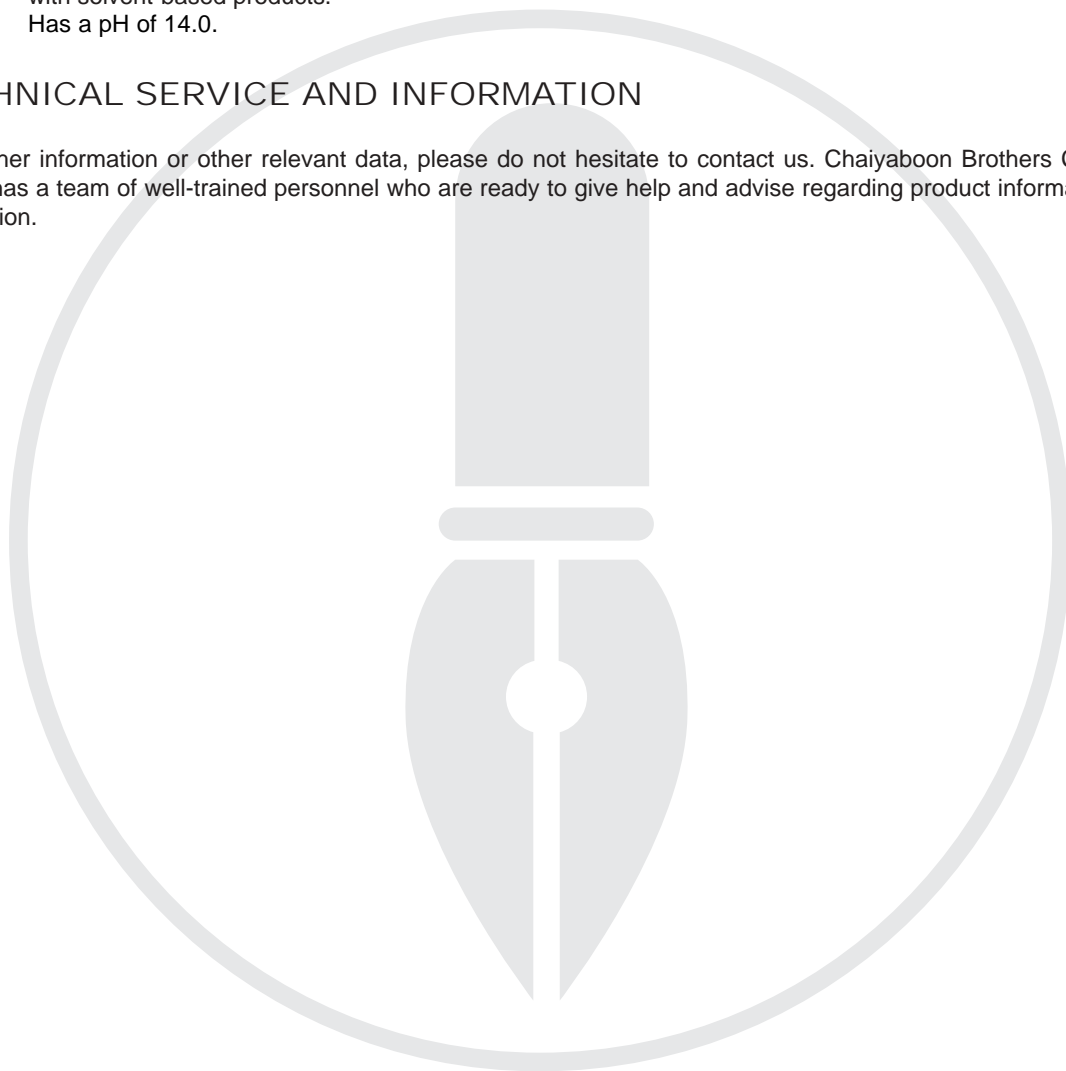 with solvent-based products.
Has a pH of 14.0.
HNICAL SERVICE AND INFORMATION
her information or other relevant data, please do not hesitate to contact us. Chaiyaboon Brothers
has a team of well-trained personnel who are ready to give help and advise regarding product informa
ion.